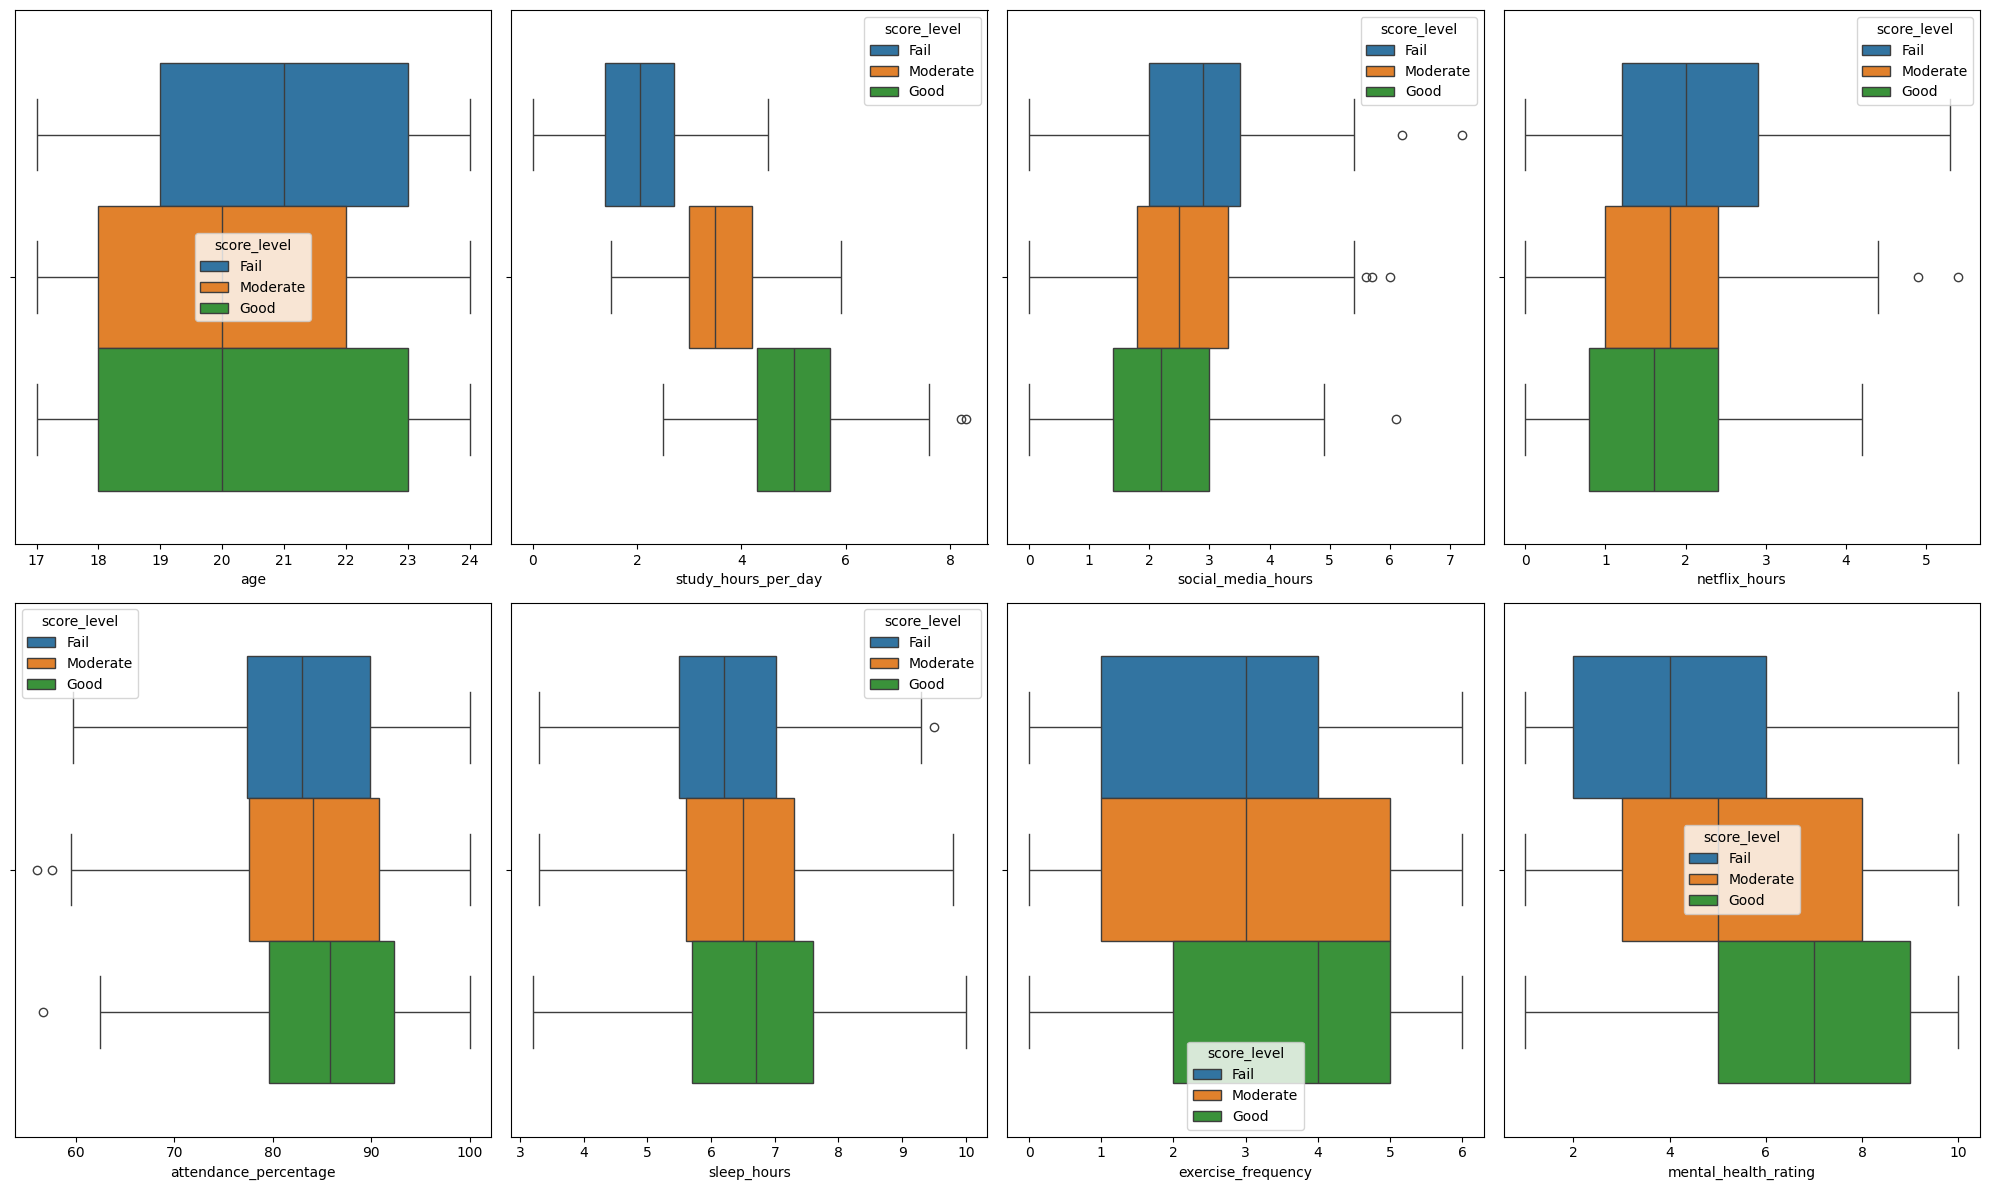 score_level
Fail
Moderate
Good
17 18 19 20 21 22 23 24
age
score_level
Fail
Moderate
Good
0 2 4 6 8
study_hours_per_day
score_level
Fail
Moderate
Good
0 1 2 3 4 5 6 7
social_media_hours
score_level
Fail
Moderate
Good
0 1 2 3 4 5
netflix_hours
score_level
Fail
Moderate
Good
60 70 80 90 100
attendance_percentage
score_level
Fail
Moderate
Good
3 4 5 6 7 8 9 10
sleep_hours
score_level
Fail
Moderate
Good
0 1 2 3 4 5 6
exercise_frequency
score_level
Fail
Moderate
Good
2 4 6 8 10
mental_health_rating